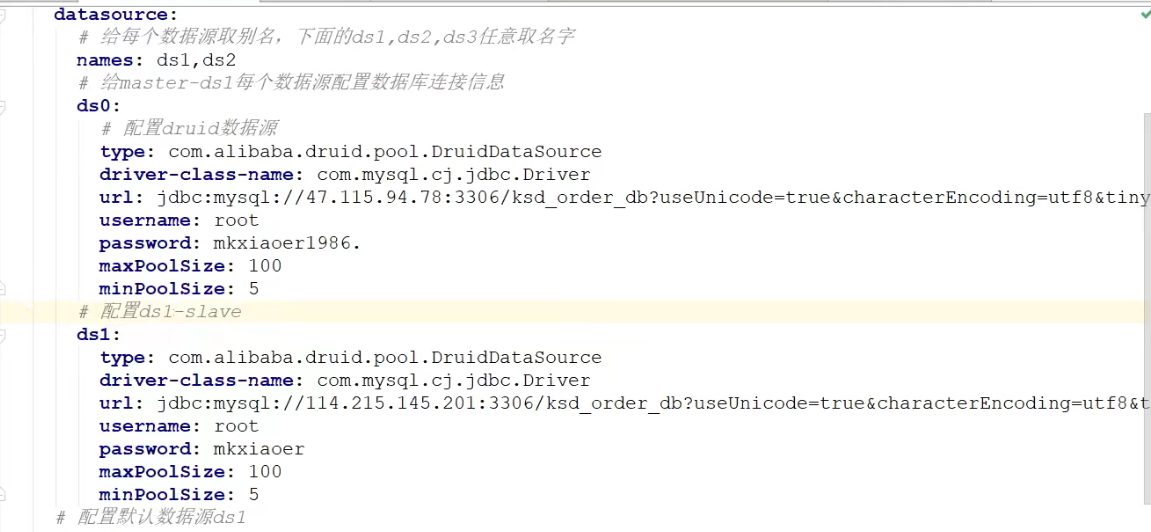 datasource:
# 给每个数据源取别名，下面的ds1,ds2,ds3任意取名字
names: ds1,ds2
# 给master-ds1每个数据源配置数据库连接信息
ds0:
# 配置druid数据源
type: com.alibaba.druid.pool.DruidDataSource
driver-class-name: com.mysql.cj.jdbc.Driver
url: jdbc:mysql://47.115.94.78:3306/ksd_order_db?useUnicode=true&characterEncoding=utf8&tiny
username: root
password: mkxiaoer1986.
maxPoolSize: 100
minPoolSize: 5
# 配置ds1-slave
ds1:
type: com.alibaba.druid.pool.DruidDataSource
driver-class-name: com.mysql.cj.jdbc.Driver
url: jdbc:mysql://114.215.145.201:3306/ksd_order_db?useUnicode=true&characterEncoding=utf8&t
username: root
password: mkxiaoer
maxPoolSize: 100
minPoolSize: 5
# 配置默认数据源ds1